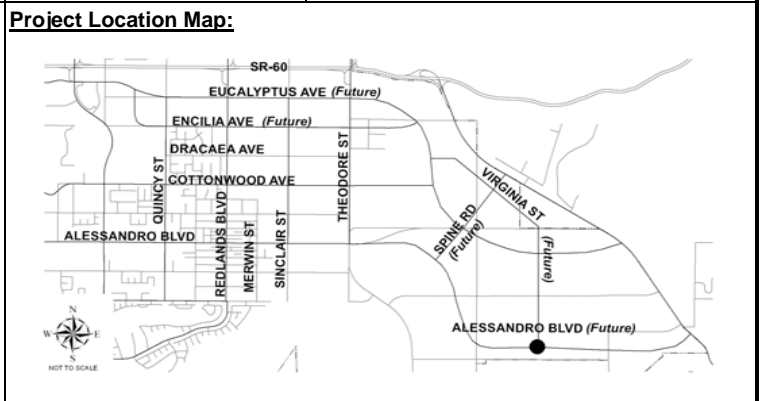 Project Location Map:
SR-60
EUCALYPTUS AVE (Future)
ENCILIA AVE (Future)
DRACAEA AVE
COTTONWOOD AVE
QUINCY ST
THEODORE ST
VIRGINIA ST
(Future)
SPINE RD
(Future)
ALESSANDRO BLVD
REDLANDS BLVD
MERWIN ST
SINCLAIR ST
ALESSANDRO BLVD (Future)
N
W E
S
NOT TO SCALE